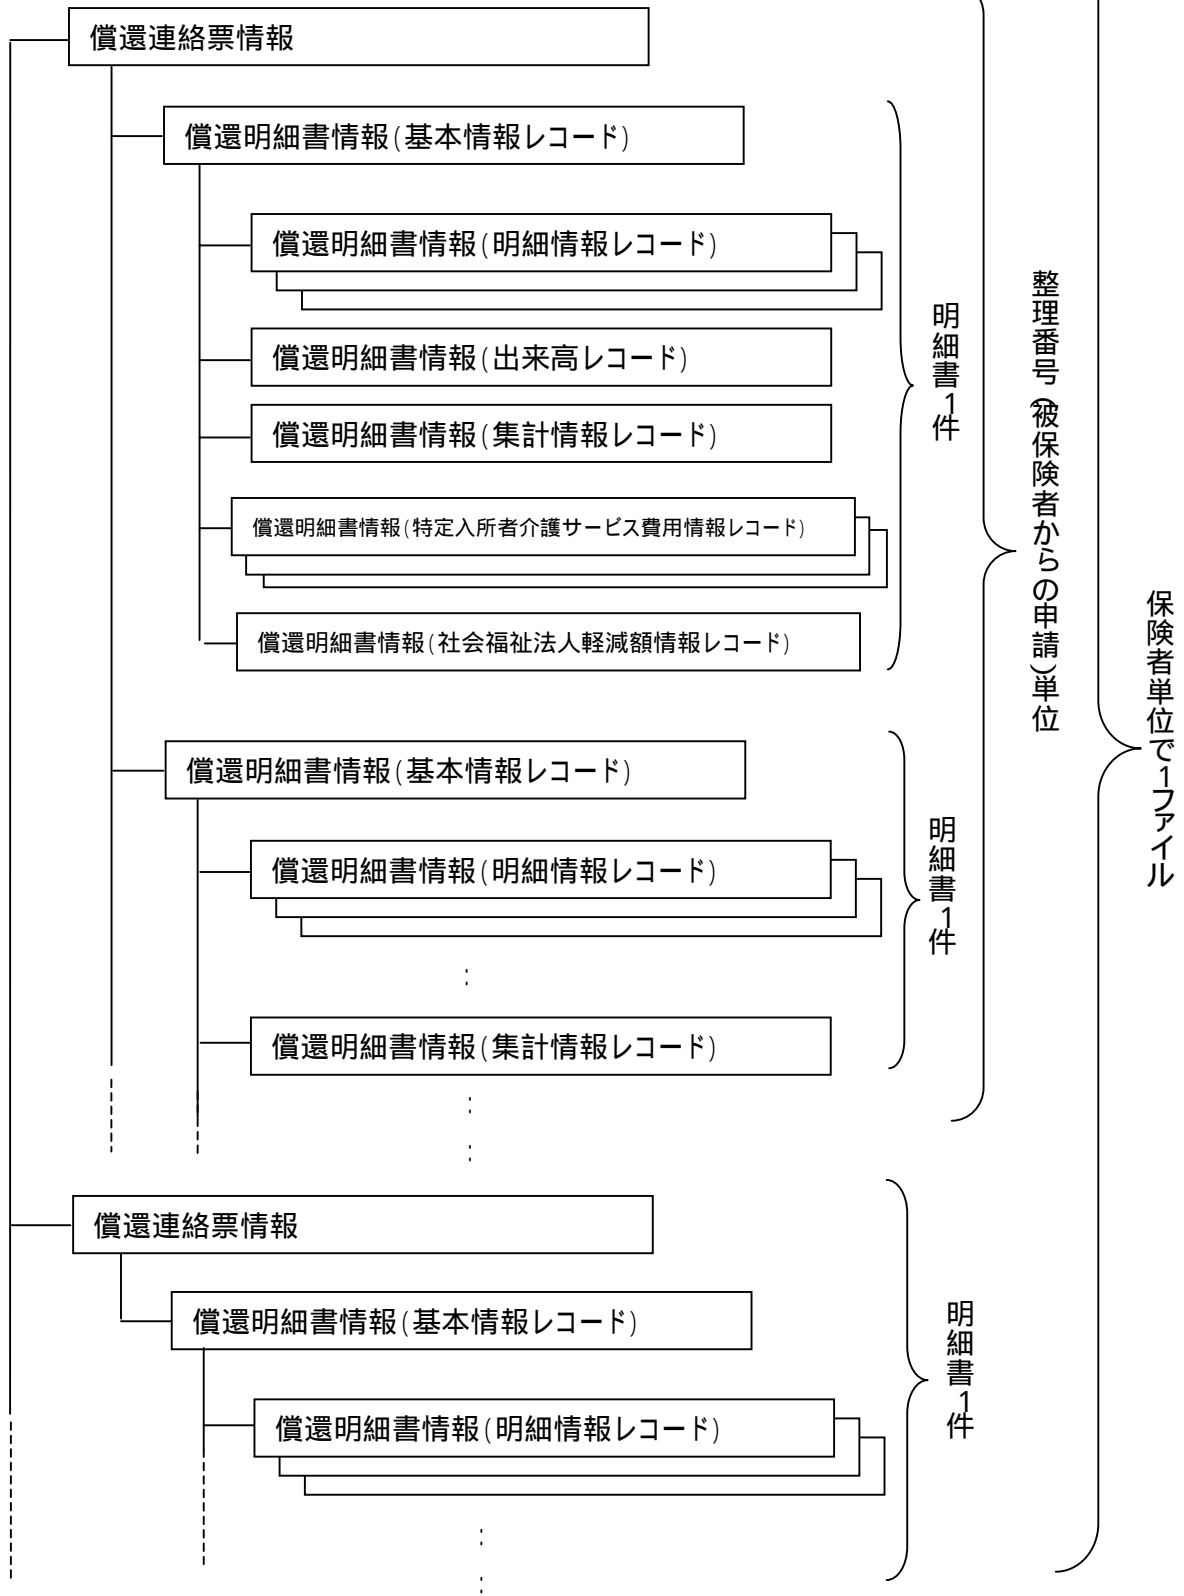 償還連絡票情報
償還明細書情報(基本情報レコード)
償還明細書情報(明細情報レコード)
償還明細書情報(出来高レコード)
償還明細書情報(集計情報レコード)
償還明細書情報(特定入所者介護サービス費用情報レコード)
償還明細書情報(社会福祉法人軽減額情報レコード)
明細書1件
償還明細書情報(基本情報レコード)
償還明細書情報(明細情報レコード)
償還明細書情報(集計情報レコード)
明細書1件
整理番号(被保険者からの申請)単位
償還連絡票情報
償還明細書情報(基本情報レコード)
償還明細書情報(明細情報レコード)
明細書1件
保険者単位で1ファイル